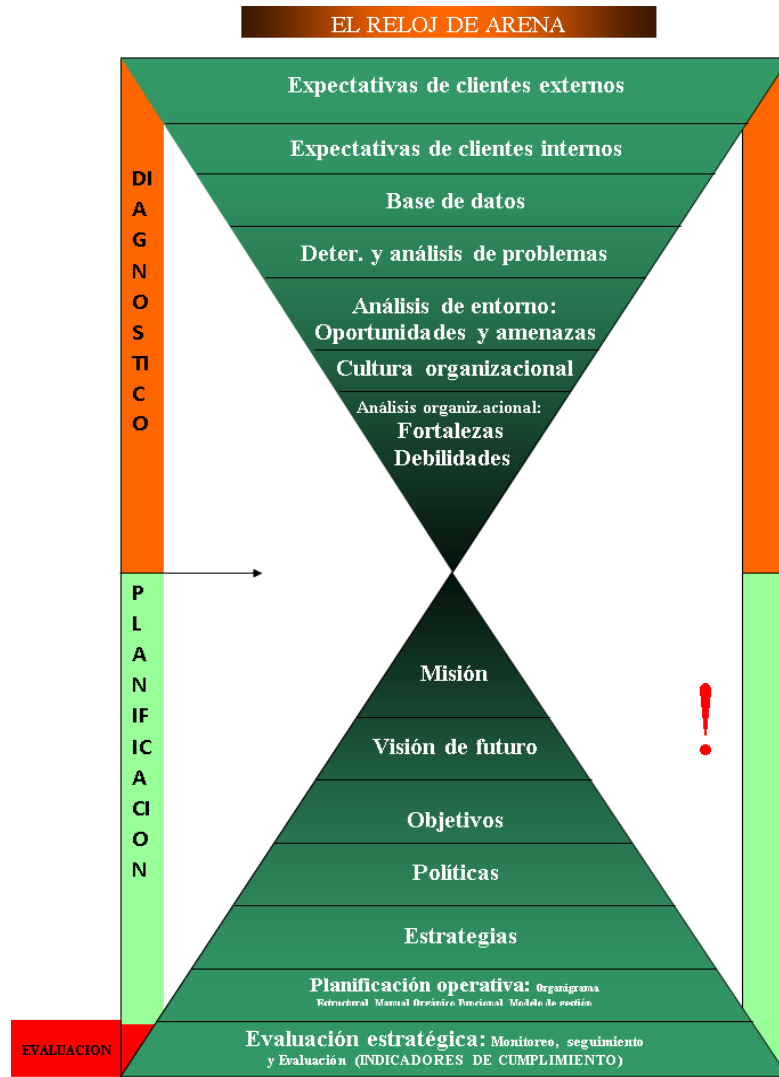 EL RELOJ DE ARENA
Expectativas de clientes externos
Expectativas de clientes internos
Base de datos
Deter. y análisis de problemas
Análisis de entorno:
Oportunidades y amenazas
Cultura organizacional
Análisis organiz.acional:
Fortalezas
Debilidades
DI
A
G
N
O
S
TI
C
O
Misión
Visión de futuro
Objetivos
Políticas
Estrategias
Planificación operativa: Organigrama
Estructural, Manual Orgánico Funcional, Modelo de gestión
Evaluación estratégica: Monitoreo, seguimiento
y Evaluación (INDICADORES DE CUMPLIMIENTO)
P
L
A
N
IF
IC
A
CI
O
N
!
EVALUACION